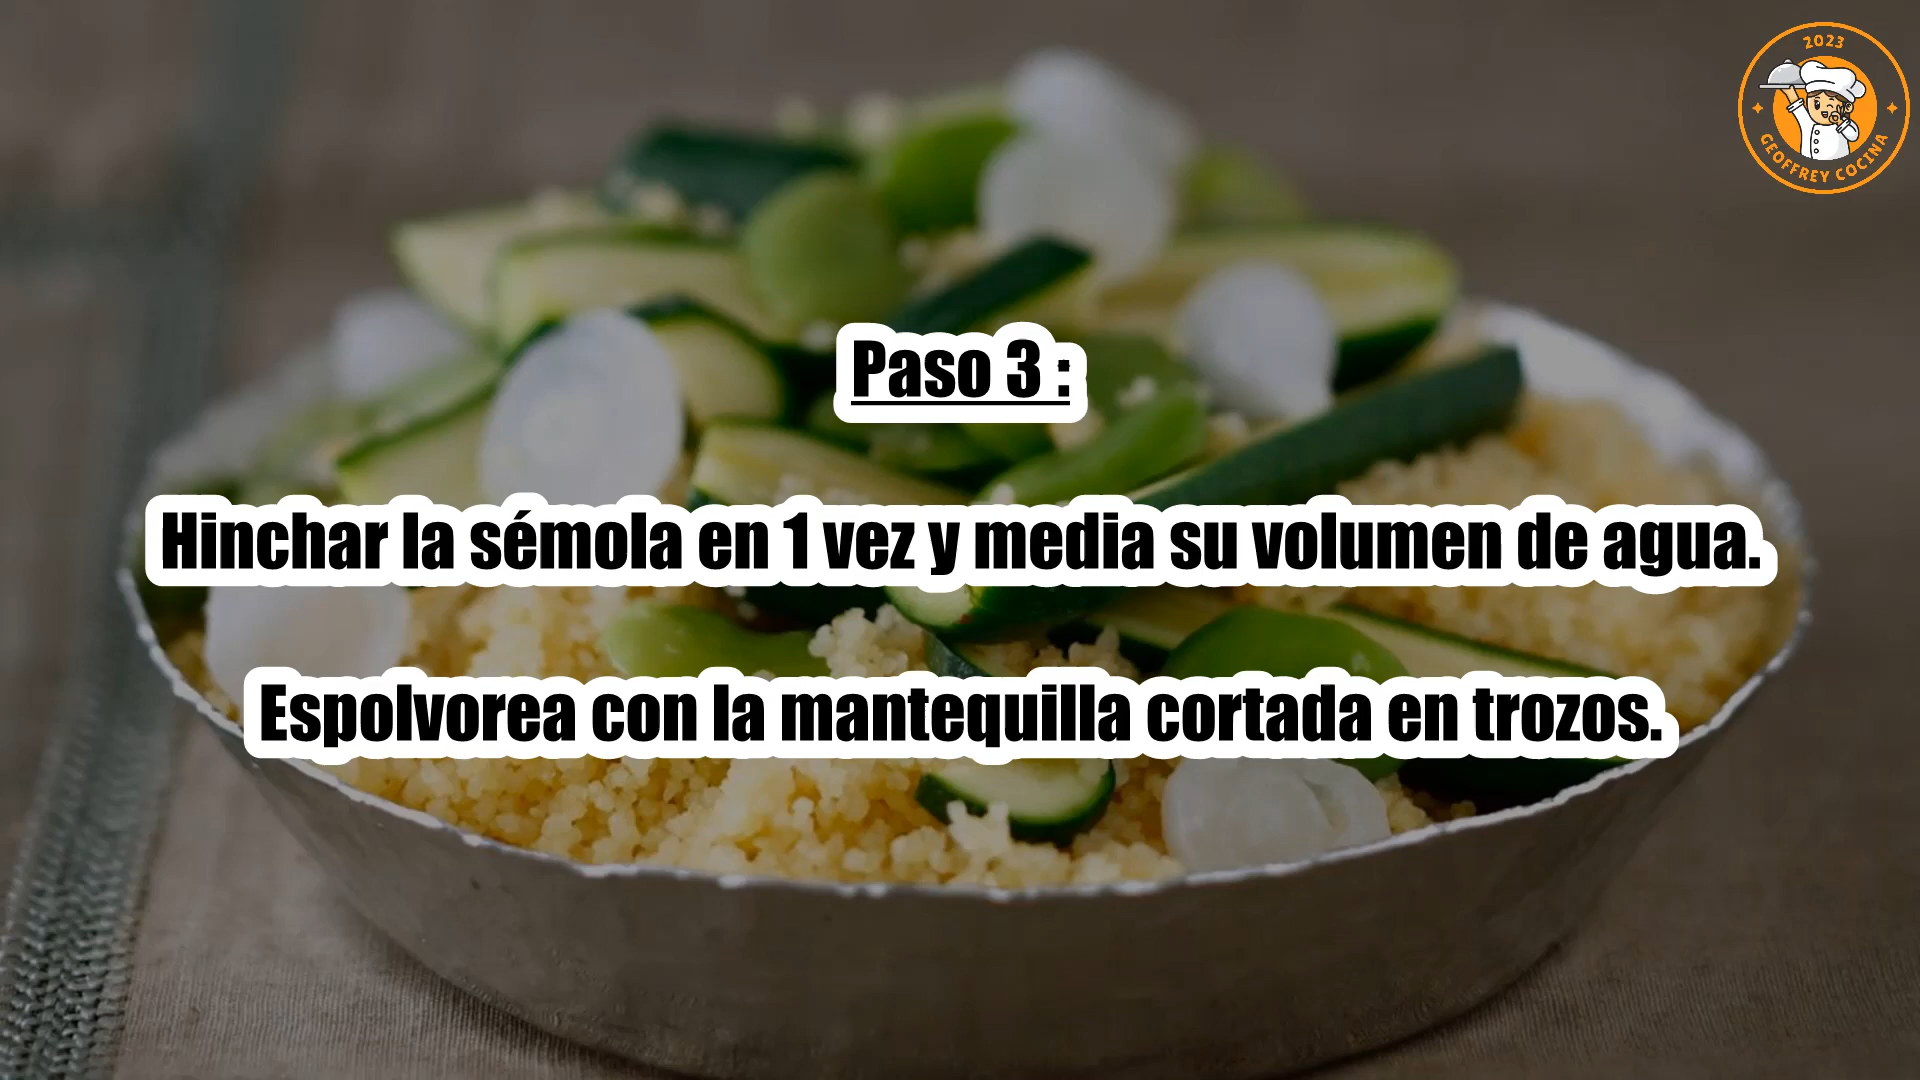 2023
GEOFFREY COCINA
Paso 3 :
Hinchar la sémola en 1 vez y media su volumen de agua.
Espolvorea con la mantequilla cortada en trozos.